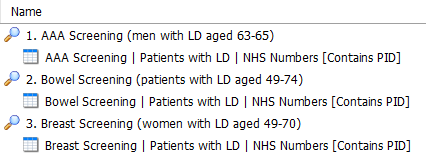 Name
1. AAA Screening (men with LD aged 63-65)
AAA Screening | Patients with LD | NHS Numbers [Contains PID]
2. Bowel Screening (patients with LD aged 49-74)
Bowel Screening | Patients with LD | NHS Numbers [Contains PID]
3. Breast Screening (women with LD aged 49-70)
Breast Screening | Patients with LD | NHS Numbers [Contains PID]